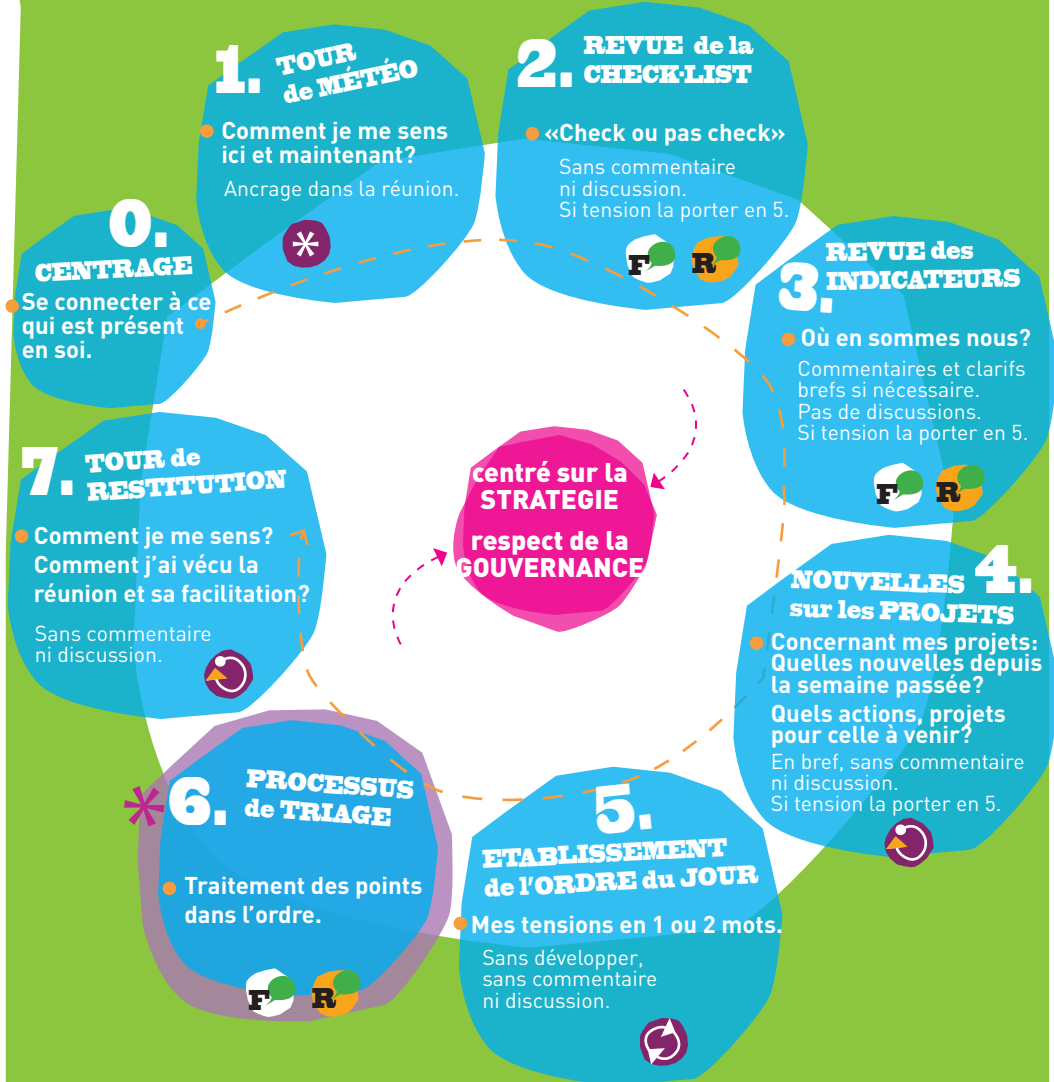 0.
CENTRAGE
Se connecter à ce
qui est présent
en soi.
1. TOUR
de MÉTÉO
Comment je me sens
ici et maintenant?
Ancrage dans la réunion.
*
2. REVUE de la
CHECK-LIST
«Check ou pas check»
Sans commentaire
ni discussion.
Si tension la porter en 5.
F R
3. REVUE des
INDICATEURS
Où en sommes nous?
Commentaires et clarifs
brefs si nécessaire.
Pas de discussions.
Si tension la porter en 5.
F R
4.
NOUVELLES
sur les PROJETS
Concernant mes projets:
Quelles nouvelles depuis
la semaine passée?
Quels actions, projets
pour celle à venir?
En bref, sans commentaire
ni discussion.
Si tension la porter en 5.
5.
ETABLISSEMENT
de l'ORDRE du JOUR
Mes tensions en 1 ou 2 mots.
Sans développer,
sans commentaire
ni discussion.
* 6. PROCESSUS
de TRIAGE
Traitement des points
dans l'ordre.
F R
7. TOUR de
RESTITUTION
Comment je me sens?
Comment j'ai vécu la
réunion et sa facilitation?
Sans commentaire
ni discussion.
centré sur la
STRATEGIE
respect de la
GOUVERNANCE